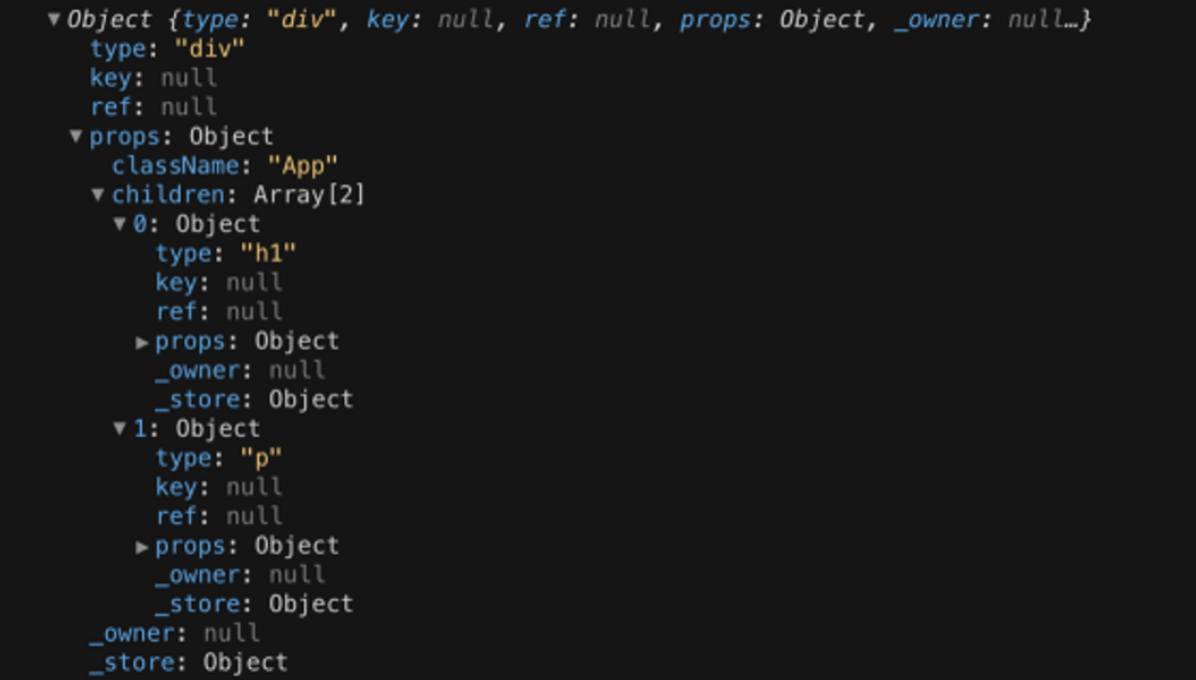 ▼Object {type: "div", key: null, ref: null, props: Object, _owner: null…}
type: "div"
key: null
ref: null
▼props: Object
className: "App"
▼children: Array[2]
▼0: Object
type: "h1"
key: null
ref: null
▶props: Object
_owner: null
_store: Object
▼1: Object
type: "p"
key: null
ref: null
▶props: Object
_owner: null
_store: Object
_owner: null
_store: Object